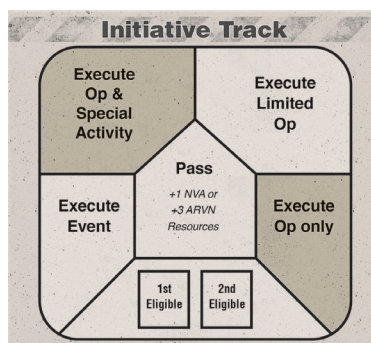 Initiative Track
Execute
Op &
Special
Activity
Execute
Limited
Op
Pass
+1 NVA or
+3 ARVN
Resources
Execute
Event
Execute
Op only
1st
Eligible
2nd
Eligible